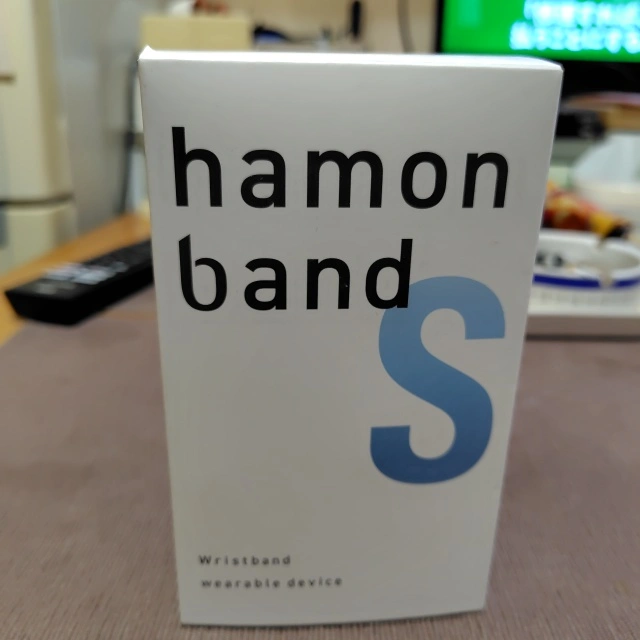 hamon
band
S
Wristband
wearable device